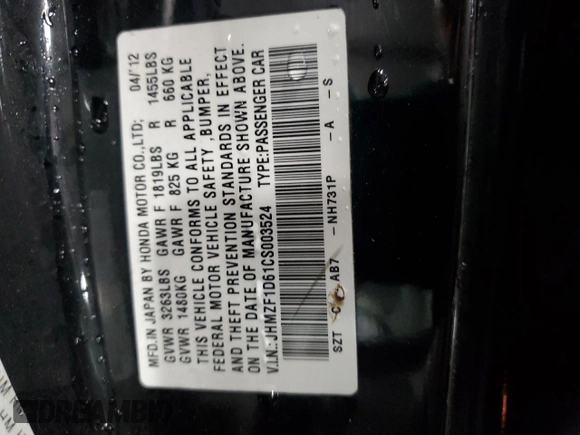 MFD.IN JAPAN BY HONDA MOTOR CO.,LTD; 04/12
GVWR 3263LBS GAWR F 1819LBS R 1455LBS
GVWR 1480KG GAWR F 825 KG R 660 KG
THIS VEHICLE CONFORMS TO ALL APPLICABLE
FEDERAL MOTOR VEHICLE SAFETY ,BUMPER,
AND THEFT PREVENTION STANDARDS IN EFFECT
ON THE DATE OF MANUFACTURE SHOWN ABOVE.
V.I.N.:JHMZF1D61CS003524 TYPE:PASSENGER CAR
SZT AB7 -NH731P -A -S
DREAMBID